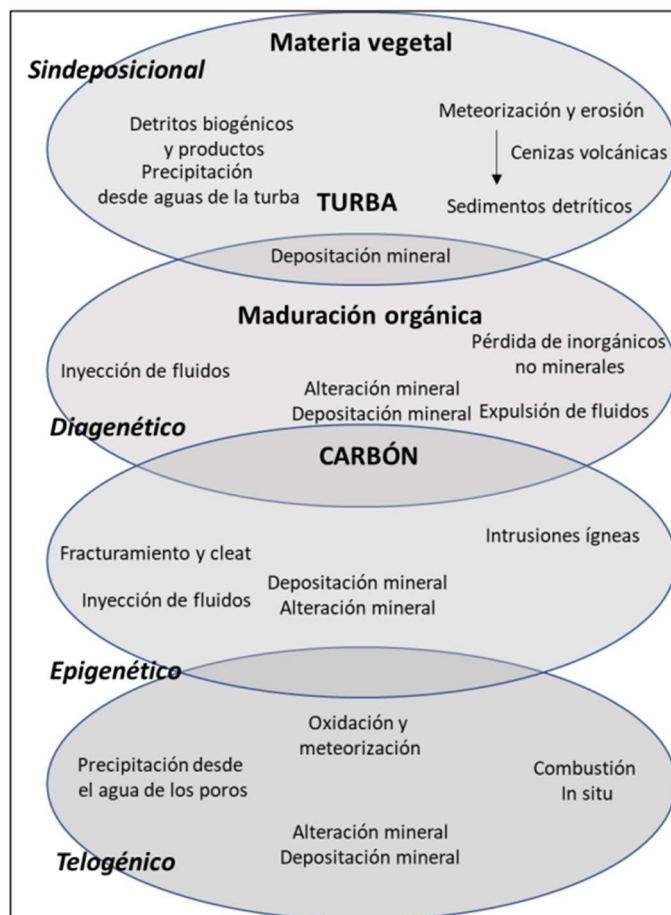 Materia vegetal
Sindeposicional
Detritos biogénicos
y productos
Precipitación
desde aguas de la turba
Meteorización y erosión
Cenizas volcánicas
Sedimentos detríticos
TURBA
Depositación mineral
Maduración orgánica
Pérdida de inorgánicos
no minerales
Inyección de fluidos
Alteración mineral
Depositación mineral
Expulsión de fluidos
Diagenético
CARBÓN
Intrusiones ígneas
Fracturamiento y cleat
Inyección de fluidos
Depositación mineral
Alteración mineral
Epigenético
Oxidación y
meteorización
Precipitación desde
el agua de los poros
Combustión
In situ
Alteración mineral
Depositación mineral
Telogénico